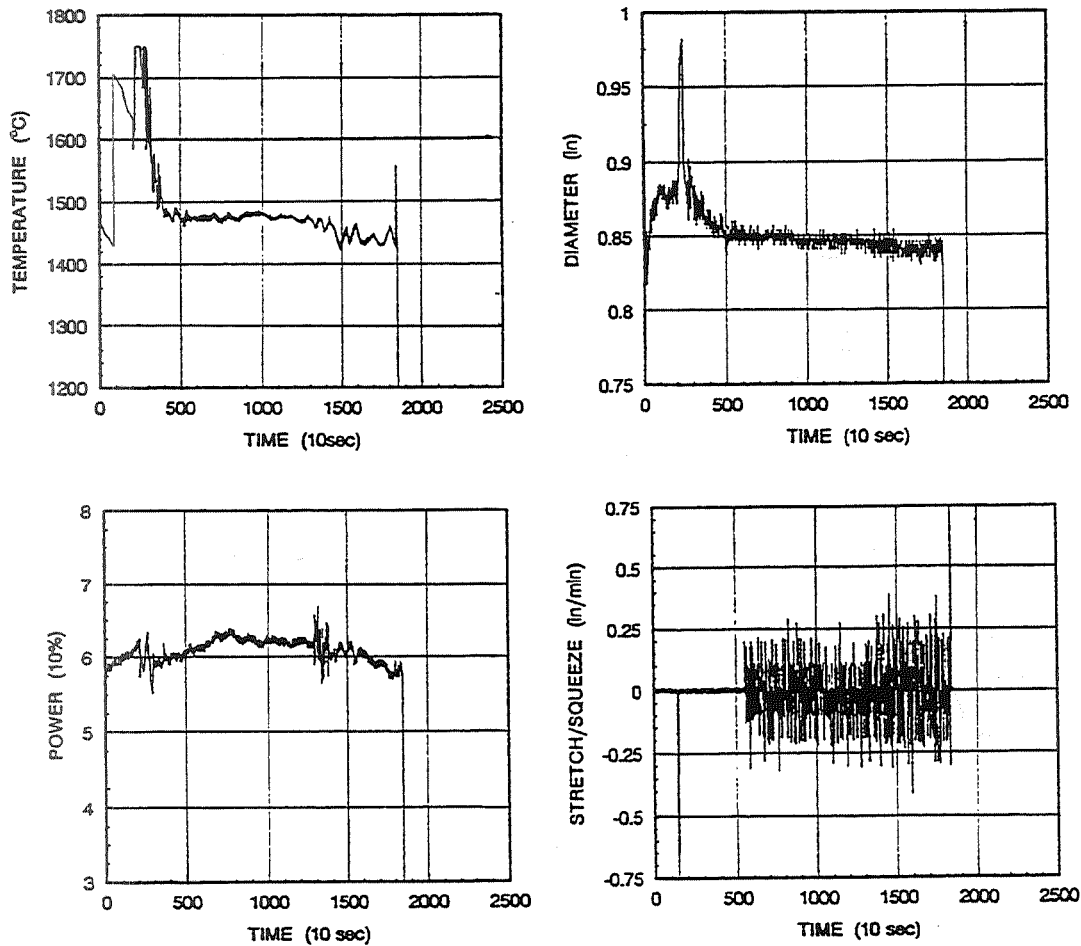 1800
1700
1600
1500
1400
1300
1200
TEMPERATURE (°C)
0 500 1000 1500 2000 2500
TIME (10sec)
1
0.95
0.9
0.85
0.8
0.75
DIAMETER (In)
0 500 1000 1500 2000 2500
TIME (10 sec)
8
7
6
5
4
3
POWER (10%)
0 500 1000 1500 2000 2500
TIME (10 sec)
0.75
0.5
0.25
0
-0.25
-0.5
-0.75
STRETCH/SQUEEZE (In/min)
0 500 1000 1500 2000 2500
TIME (10 sec)